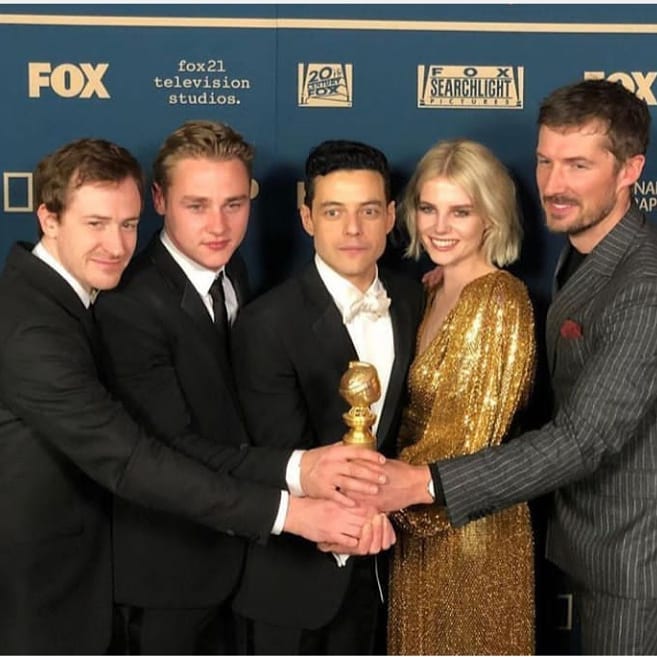 FOX
fox21
television
studios.
20TH
CENTURY
FOX
FOX
SEARCHLIGHT
PICTURES
FOX